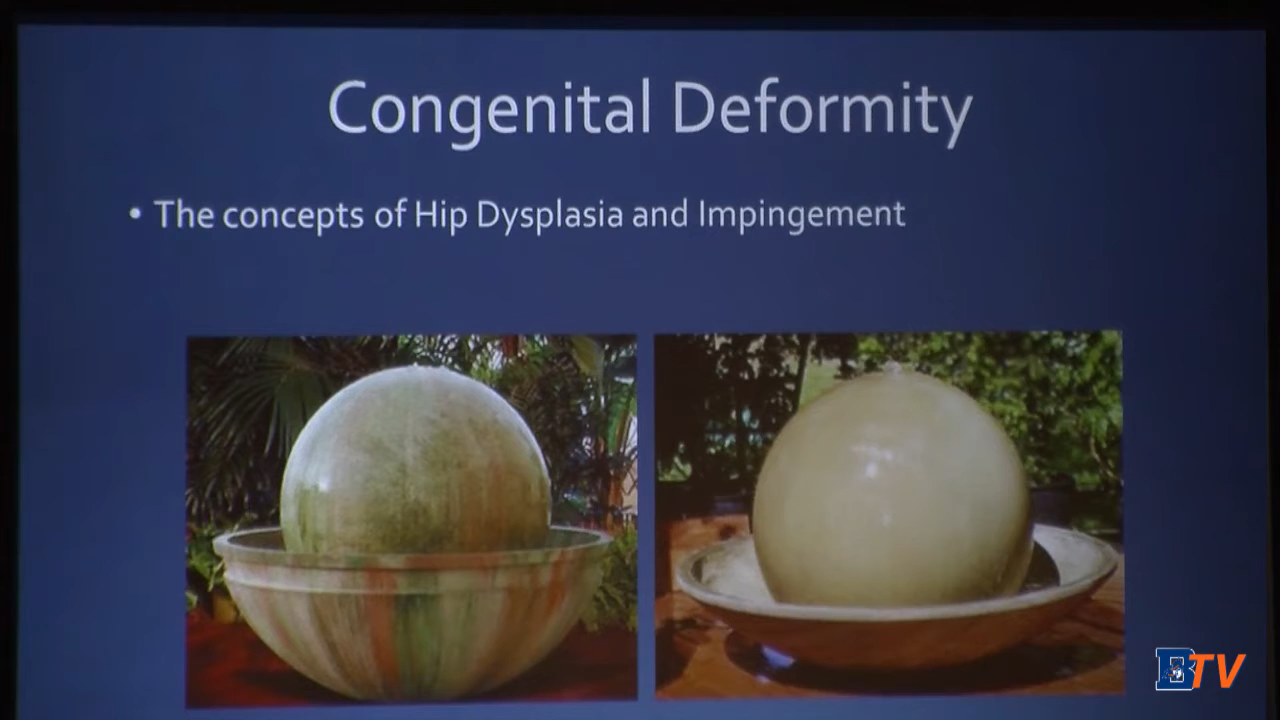 Congenital Deformity
• The concepts of Hip Dysplasia and Impingement
BTV